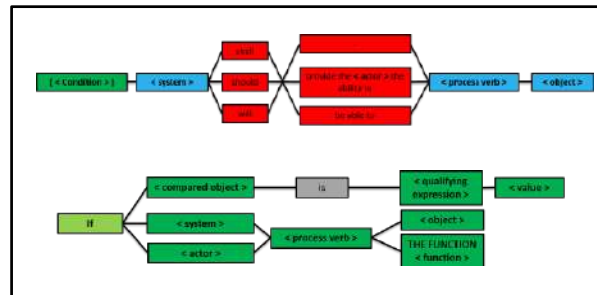 [ < Condition > ]
< system >
shall
should
will
provide the < actor > the
ability to
be able to
< process verb >
< object >
If
< compared object >
is
< qualifying
expression >
< value >
< system >
< actor >
< process verb >
< object >
THE FUNCTION
< function >